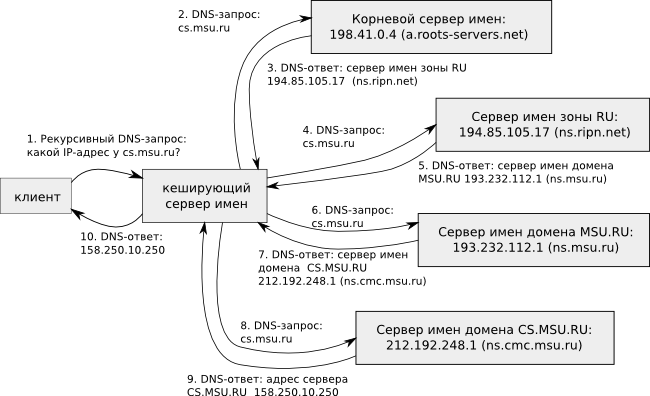 2. DNS-запрос:
cs.msu.ru
Корневой сервер имен:
198.41.0.4 (a.roots-servers.net)
3. DNS-ответ: сервер имен зоны RU
194.85.105.17 (ns.ripn.net)
Сервер имен зоны RU:
194.85.105.17 (ns.ripn.net)
4. DNS-запрос:
cs.msu.ru
1. Рекурсивный DNS-запрос:
какой IP-адрес у cs.msu.ru?
5. DNS-ответ: сервер имен домена
MSU.RU 193.232.112.1 (ns.msu.ru)
клиент
кеширующий
сервер имен
6. DNS-запрос:
cs.msu.ru
Сервер имен домена MSU.RU:
193.232.112.1 (ns.msu.ru)
10. DNS-ответ:
158.250.10.250
7. DNS-ответ: сервер имен
домена CS.MSU.RU
212.192.248.1 (ns.cmc.msu.ru)
8. DNS-запрос:
cs.msu.ru
Сервер имен домена CS.MSU.RU:
212.192.248.1 (ns.cmc.msu.ru)
9. DNS-ответ: адрес сервера
CS.MSU.RU 158.250.10.250